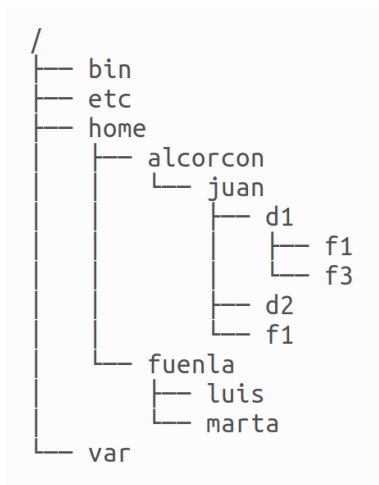 /
├── bin
├── etc
├── home
│   ├── alcorcon
│   │   └── juan
│   │       ├── d1
│   │       │   ├── f1
│   │       │   └── f3
│   │       ├── d2
│   │       └── f1
│   └── fuenla
│       ├── luis
│       └── marta
└── var